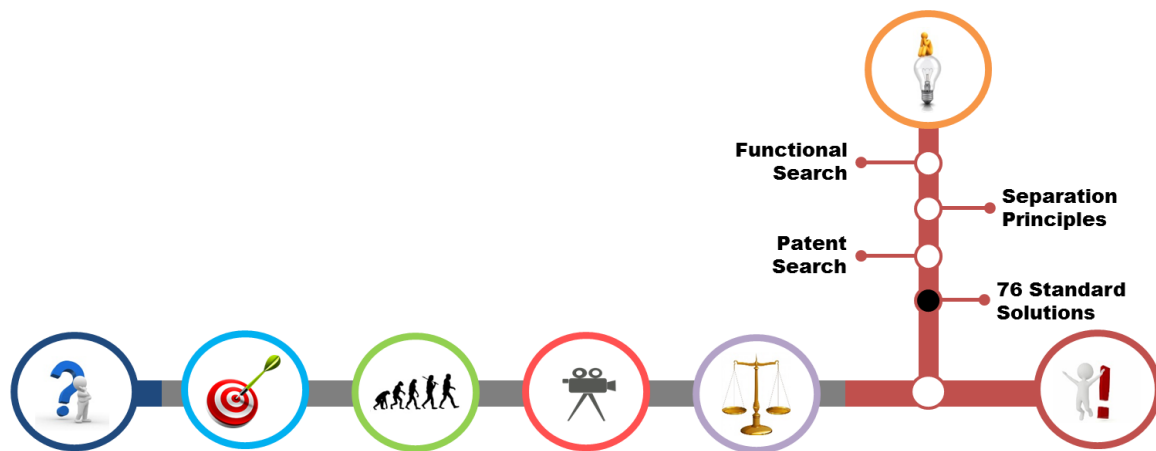 Functional
Search
Separation
Principles
Patent
Search
76 Standard
Solutions